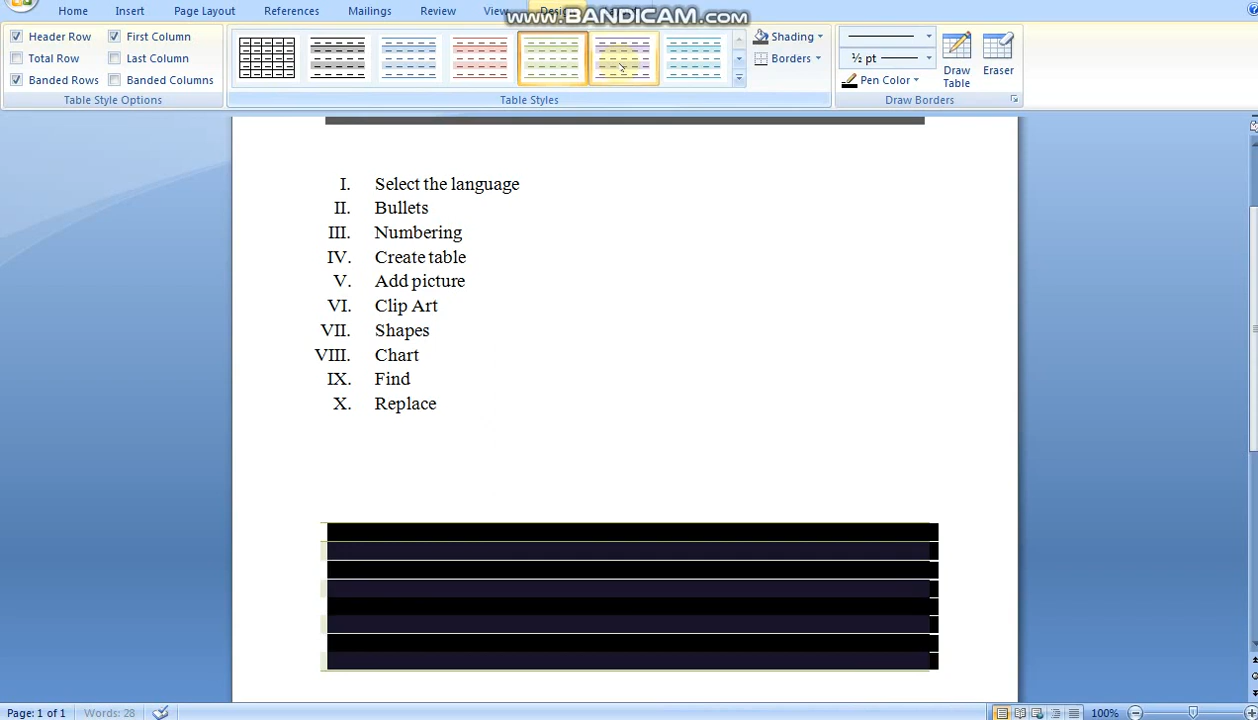 Home Insert Page Layout References Mailings Review View
www.BANDICAM.com
Header Row First Column
Total Row Last Column
Banded Rows Banded Columns
Table Style Options
Table Styles
Shading
Borders
½ pt
Pen Color
Draw Table
Eraser
Draw Borders
I. Select the language
II. Bullets
III. Numbering
IV. Create table
V. Add picture
VI. Clip Art
VII. Shapes
VIII. Chart
IX. Find
X. Replace
Page: 1 of 1 Words: 28 100%